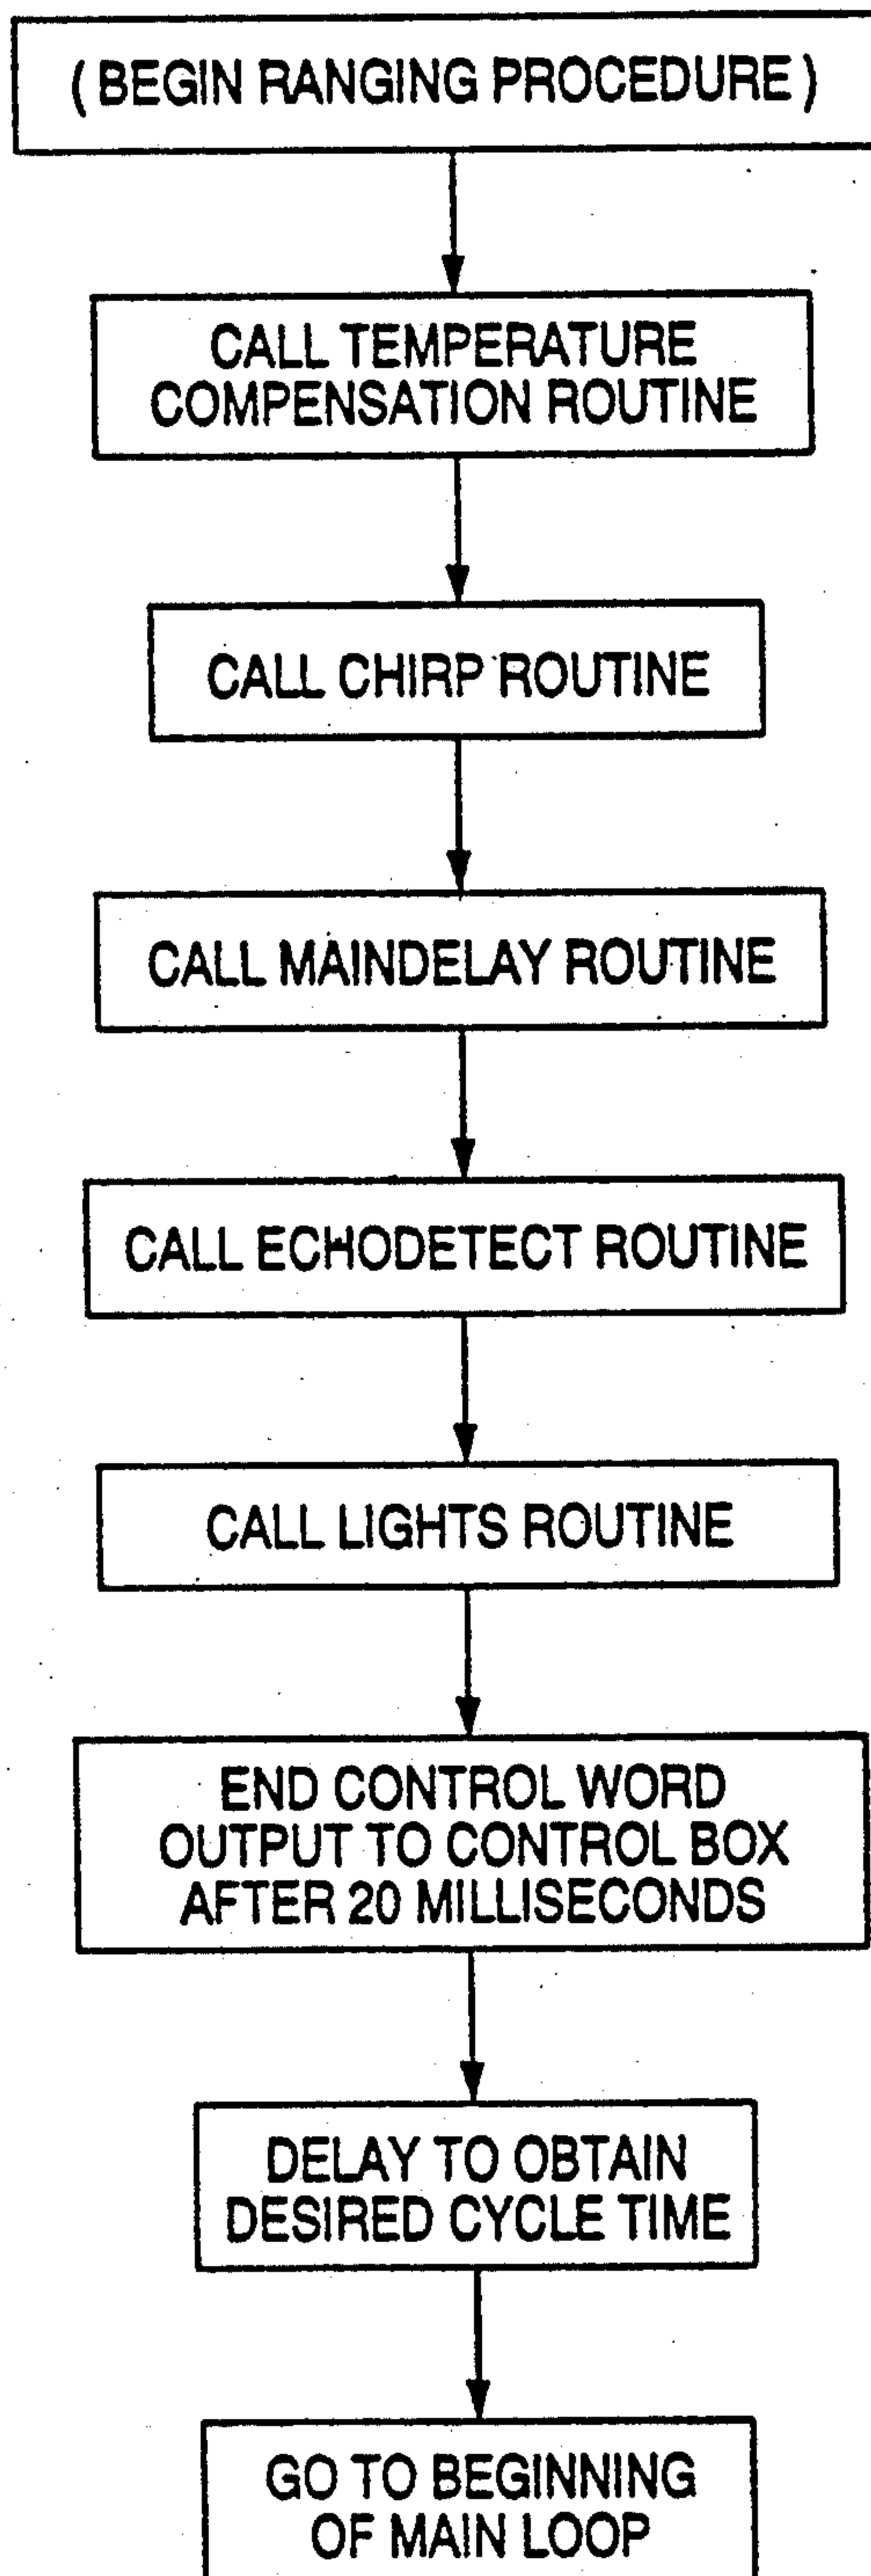 ( BEGIN RANGING PROCEDURE )
CALL TEMPERATURE
COMPENSATION ROUTINE
CALL CHIRP ROUTINE
CALL MAINDELAY ROUTINE
CALL ECHODETECT ROUTINE
CALL LIGHTS ROUTINE
END CONTROL WORD
OUTPUT TO CONTROL BOX
AFTER 20 MILLISECONDS
DELAY TO OBTAIN
DESIRED CYCLE TIME
GO TO BEGINNING
OF MAIN LOOP